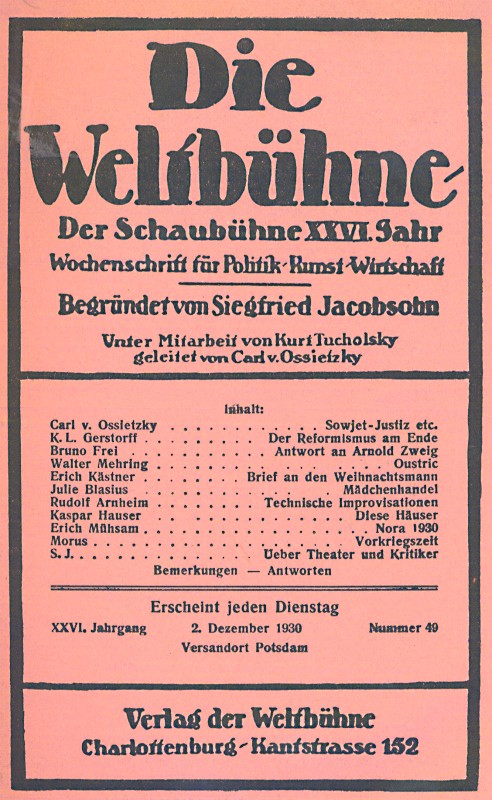 Die
Weltbühne
Der Schaubühne XXVI. Jahr
Wochenschrift für Politik-Kunst-Wirtschaft
Begründet von Siegfried Jacobsohn
Unter Mitarbeit von Kurt Tucholsky
geleitet von Carl v. Ossietzky
Inhalt:
Carl v. Ossietzky . . . . . . . . . . . . Sowjet-Justiz etc.
K. L. Gerstorff . . . . . . . . . Der Reformismus am Ende
Bruno Frei . . . . . . . . . . . Antwort an Arnold Zweig
Walter Mehring . . . . . . . . . . . . . . . . Oustric
Erich Kästner . . . . . . . . Brief an den Weihnachtsmann
Julie Blasius . . . . . . . . . . . . . . Mädchenhandel
Rudolf Arnheim . . . . . . . . Technische Improvisationen
Kaspar Hauser . . . . . . . . . . . . . . Diese Häuser
Erich Mühsam . . . . . . . . . . . . . . . Nora 1930
Morus . . . . . . . . . . . . . . . . . Vorkriegszeit
S. J. . . . . . . . . . . . . Ueber Theater und Kritiker
Bemerkungen — Antworten
Erscheint jeden Dienstag
XXVI. Jahrgang 2. Dezember 1930 Nummer 49
Versandort Potsdam
Verlag der Weltbühne
Charlottenburg-Kantstrasse 152